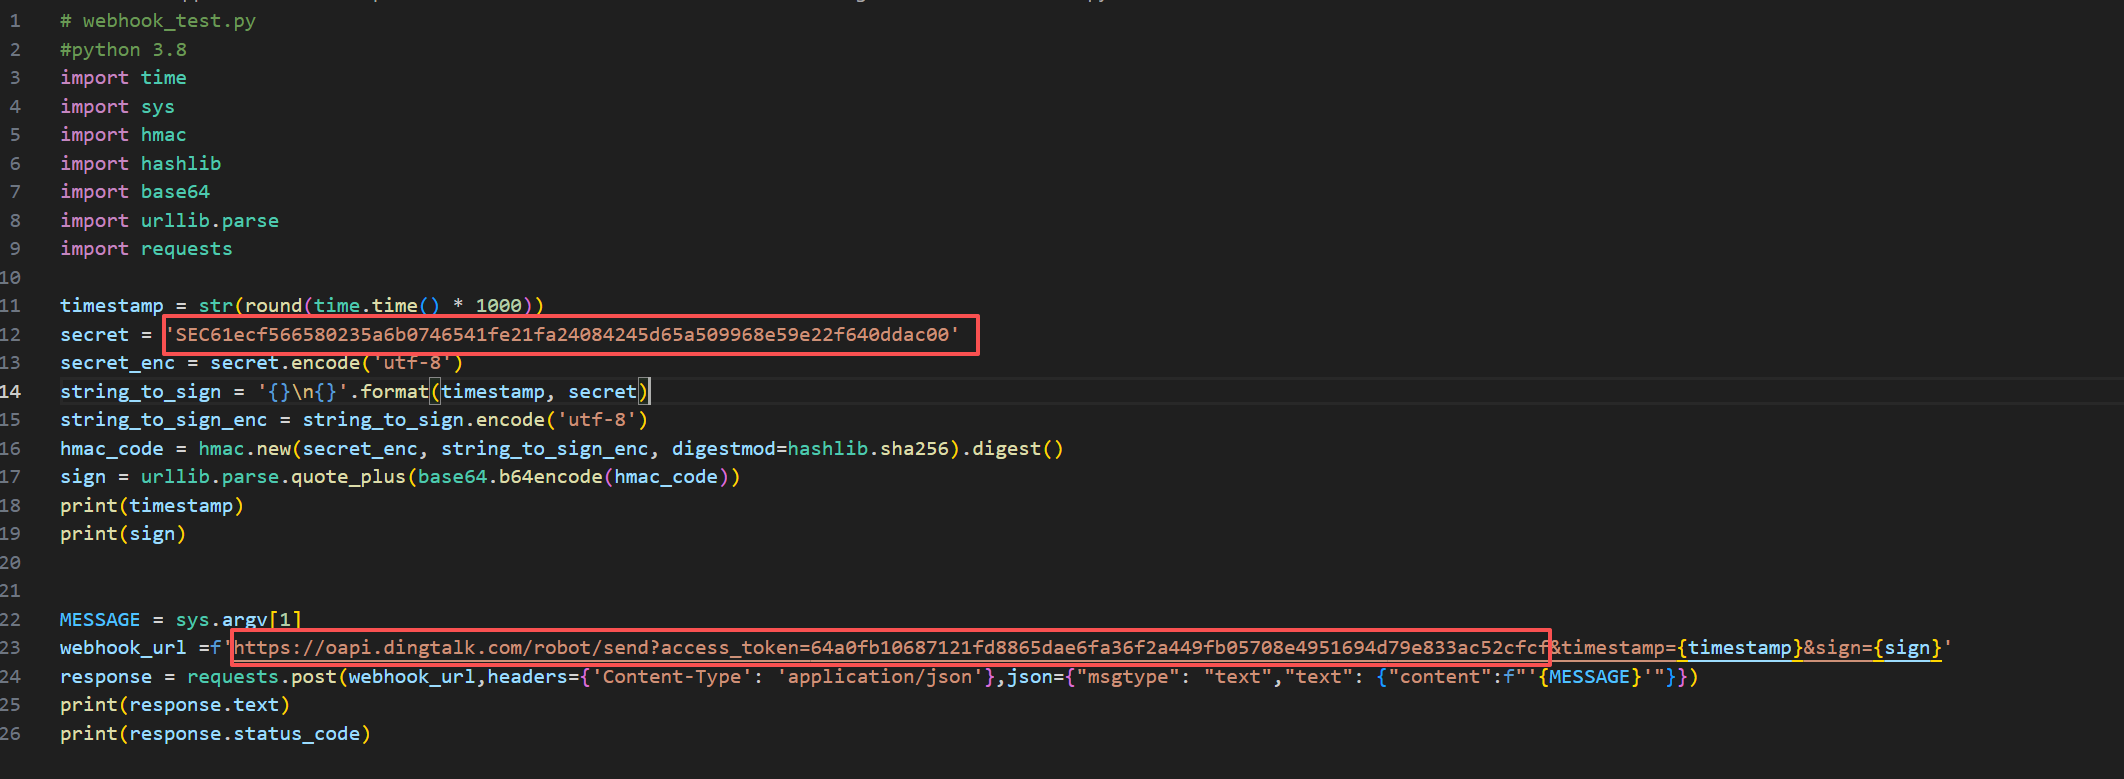 1 # webhook_test.py
2 #python 3.8
3 import time
4 import sys
5 import hmac
6 import hashlib
7 import base64
8 import urllib.parse
9 import requests
10
11 timestamp = str(round(time.time() * 1000))
12 secret = 'SEC61ecf566580235a6b0746541fe21fa24084245d65a509968e59e22f640ddac00'
13 secret_enc = secret.encode('utf-8')
14 string_to_sign = '{}\n{}'.format(timestamp, secret)
15 string_to_sign_enc = string_to_sign.encode('utf-8')
16 hmac_code = hmac.new(secret_enc, string_to_sign_enc, digestmod=hashlib.sha256).digest()
17 sign = urllib.parse.quote_plus(base64.b64encode(hmac_code))
18 print(timestamp)
19 print(sign)
20
21
22 MESSAGE = sys.argv[1]
23 webhook_url =f'https://oapi.dingtalk.com/robot/send?access_token=64a0fb10687121fd8865dae6fa36f2a449fb05708e4951694d79e833ac52cfcf&timestamp={timestamp}&sign={sign}'
24 response = requests.post(webhook_url,headers={'Content-Type': 'application/json'},json={"msgtype": "text","text": {"content":f"'{MESSAGE}'"}})
25 print(response.text)
26 print(response.status_code)